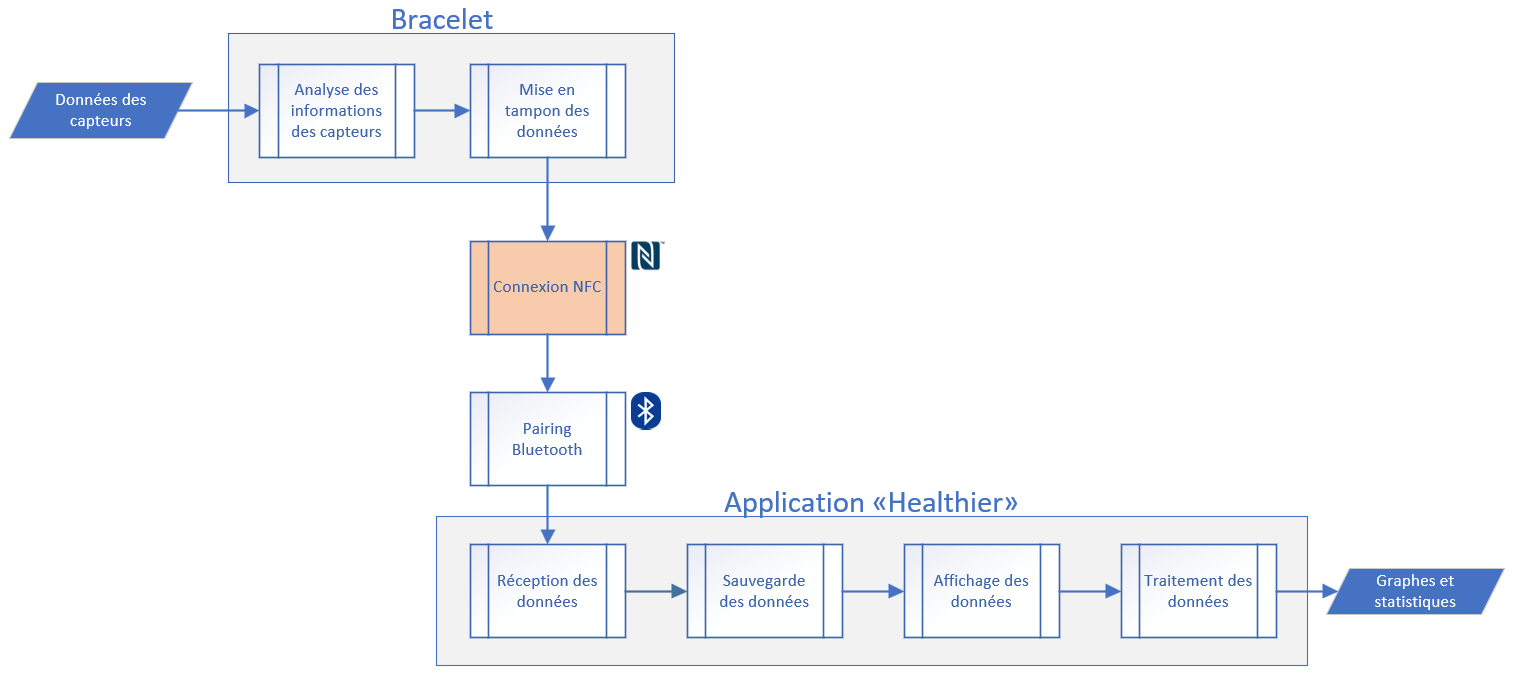 Bracelet
Données des
capteurs
Analyse des
informations
des capteurs
Mise en
tampon des
données
Connexion NFC
Pairing
Bluetooth
Application «Healthier»
Réception des
données
Sauvegarde
des données
Affichage des
données
Traitement des
données
Graphes et
statistiques